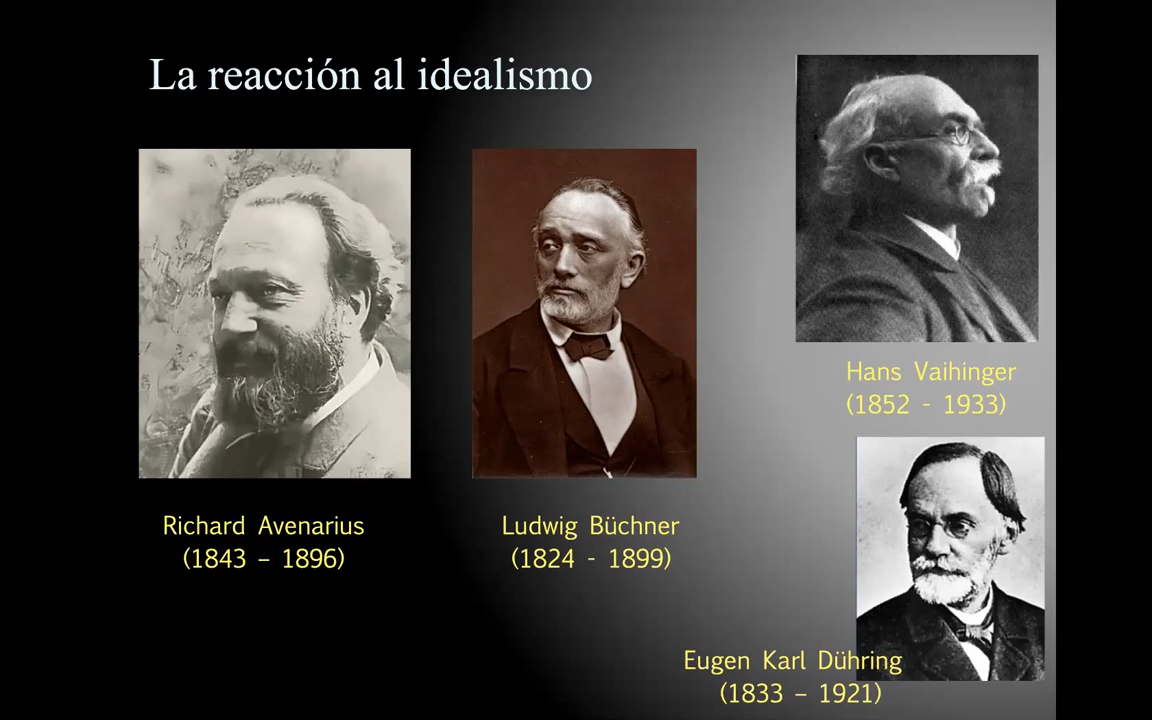 La reacción al idealismo
Richard Avenarius
(1843 – 1896)
Ludwig Büchner
(1824 - 1899)
Hans Vaihinger
(1852 - 1933)
Eugen Karl Dühring
(1833 – 1921)